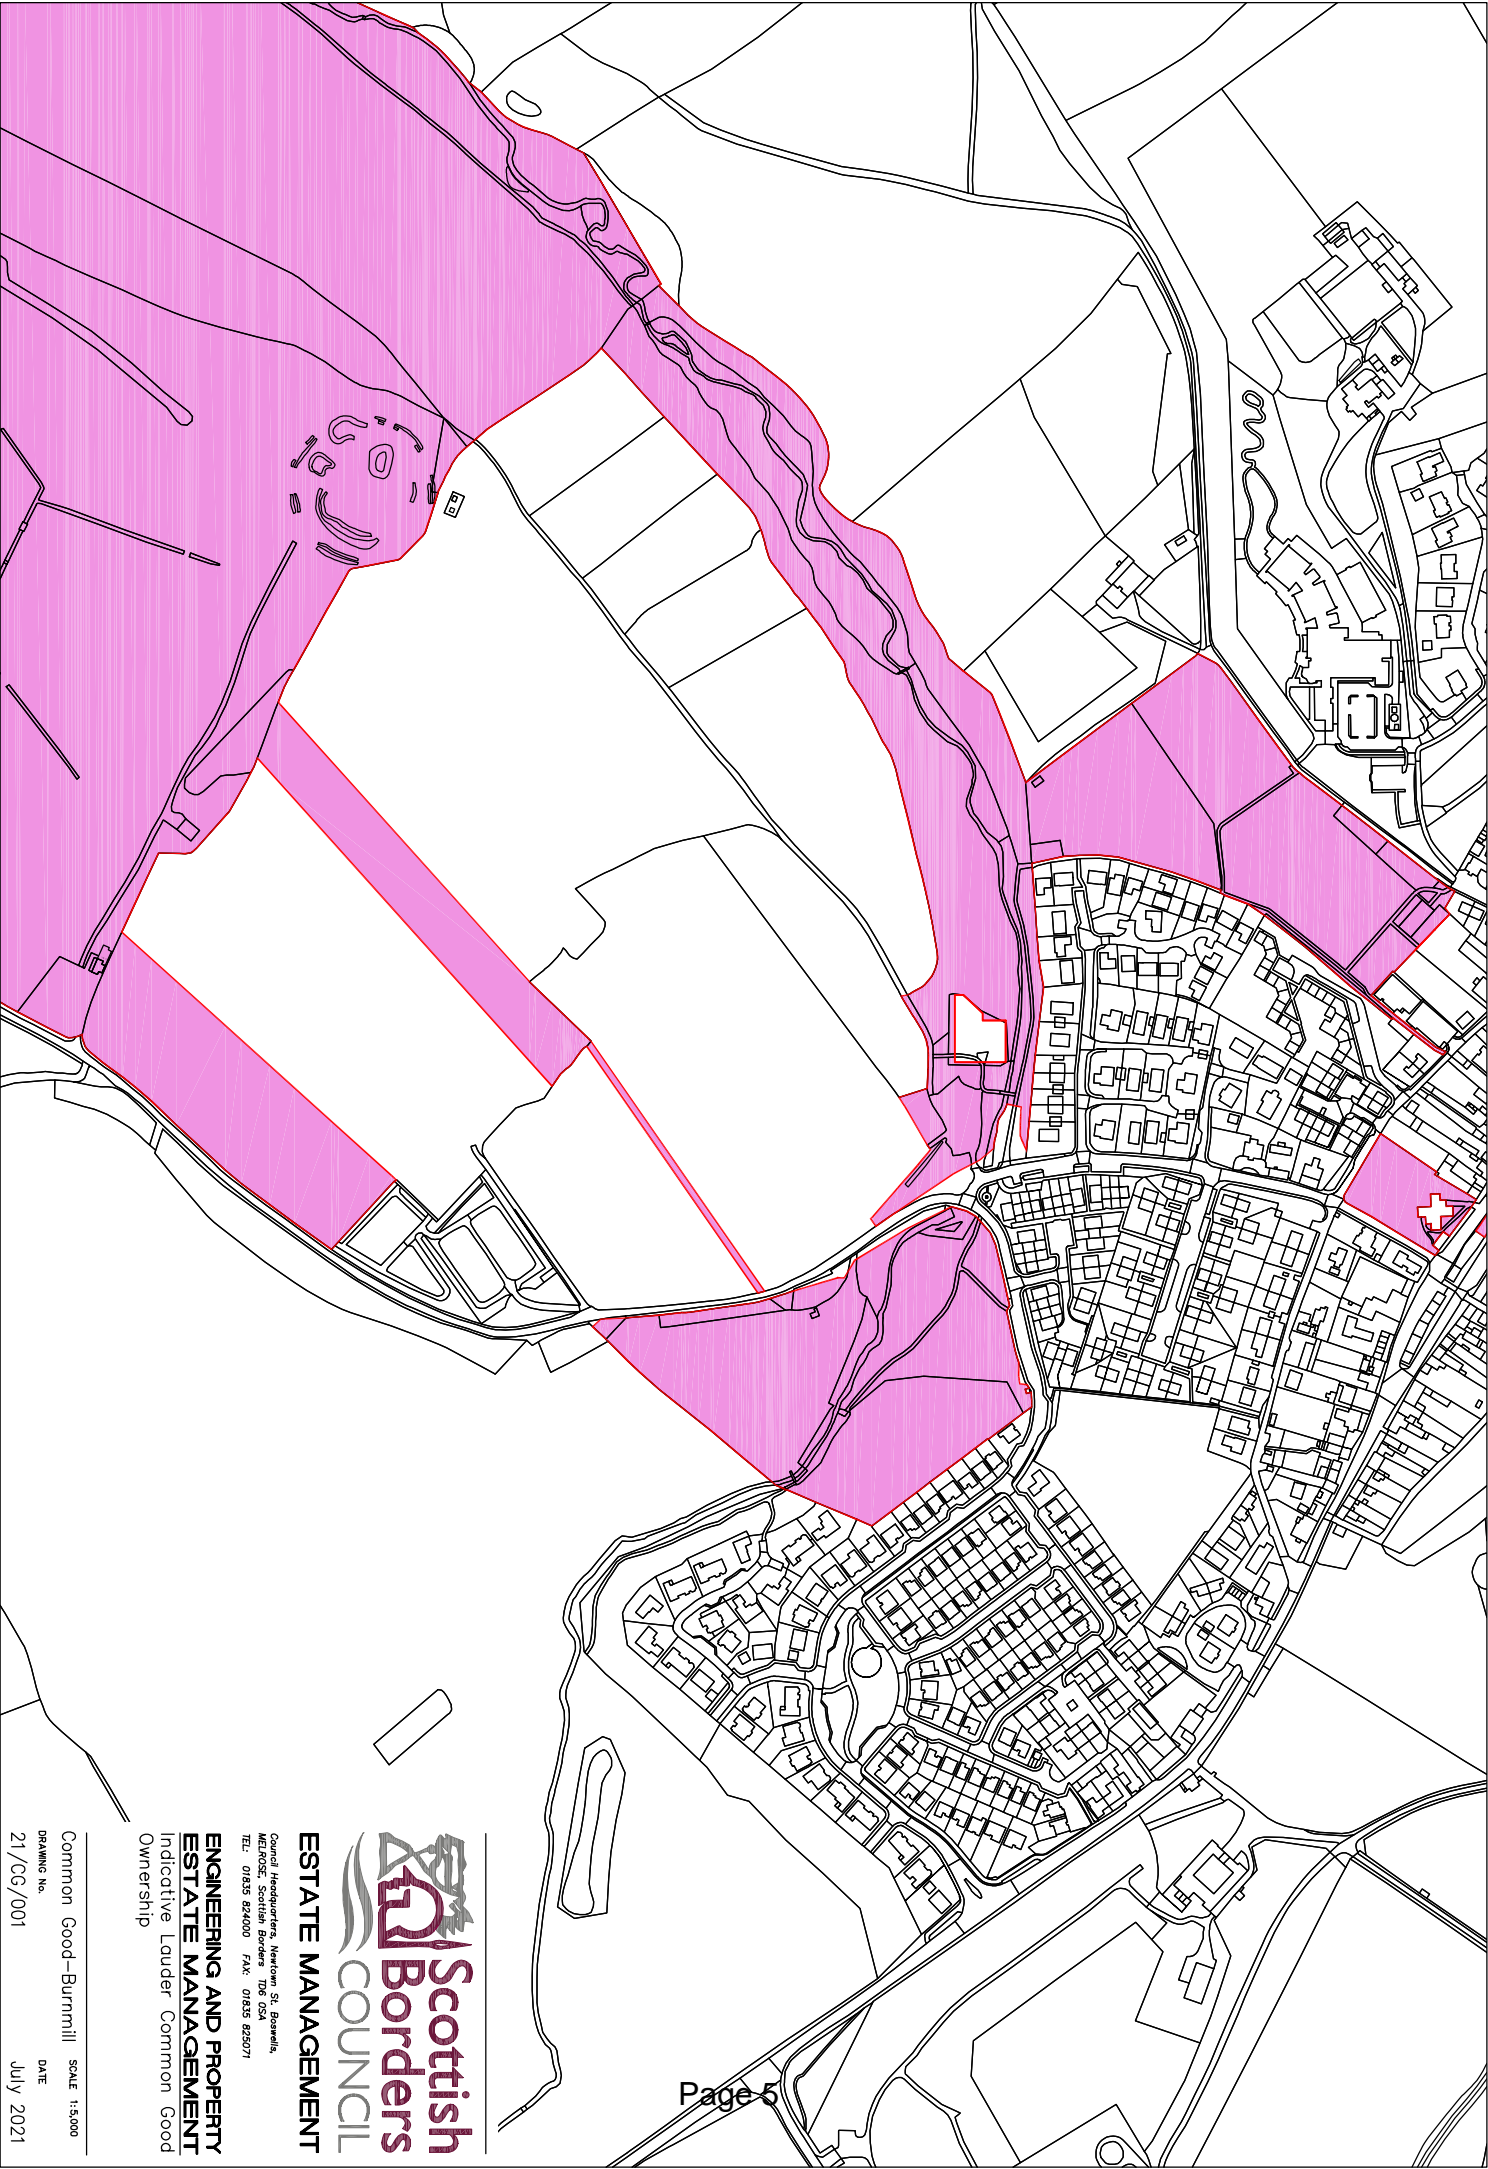 Scottish
Borders
COUNCIL
ESTATE MANAGEMENT
Council Headquarters, Newtown St. Boswells,
MELROSE, Scottish Borders TD6 0SA
TEL: 01835 824000 FAX: 01835 825071
ENGINEERING AND PROPERTY
ESTATE MANAGEMENT
Indicative Lauder Common Good
Ownership
Common Good-Burnmill SCALE 1:5,000
DRAWING No. DATE
21/CG/001 July 2021
Page 5